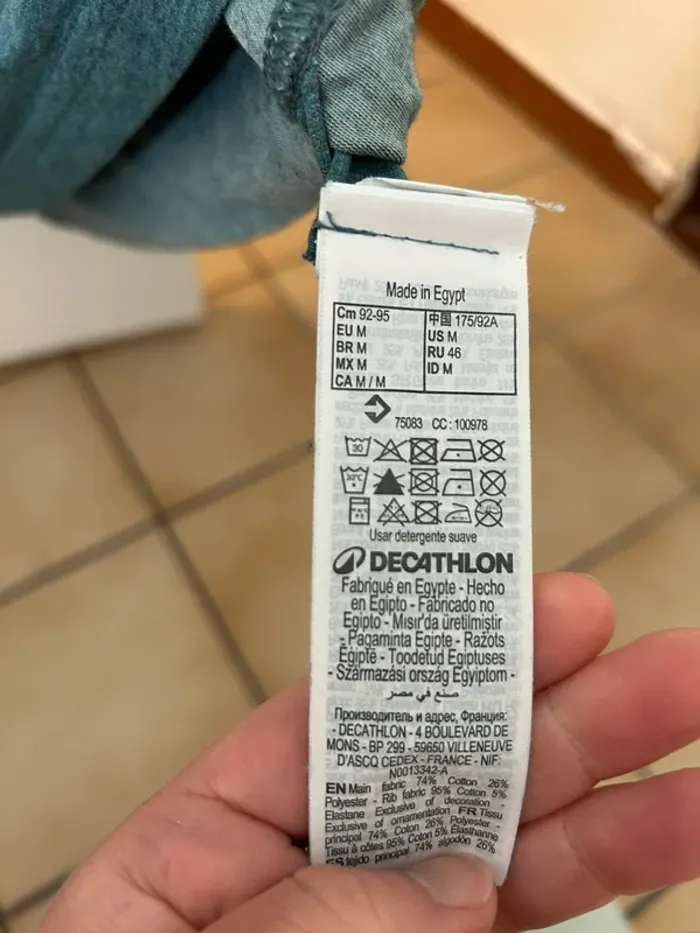 Made in Egypt
Cm 92-95
EU M
BR M
MX M
CA M / M
中国 175/92A
US M
RU 46
ID M
75083 CC : 100978
30
30°C
Usar detergente suave
DECATHLON
Fabriqué en Egypte - Hecho
en Egipto - Fabricado no
Egipto - Mısır'da üretilmiştir
- Pagaminta Egipte - Ražots
Ēģiptē - Toodetud Egiptuses
- Származási ország Egyiptom -
صنع في مصر
Производитель и адрес, Франция:
- DECATHLON - 4 BOULEVARD DE
MONS - BP 299 - 59650 VILLENEUVE
D'ASCQ CEDEX - FRANCE - NIF:
N0013342-A
EN Main fabric 74% Cotton 26%
Polyester - Rib fabric 95% Cotton 5%
Elastane Exclusive of decoration -
Exclusive of ornamentation FR Tissu
principal 74% Coton 26% Polyester -
Tissu à côtes 95% Coton 5% Élasthanne
ES tejido principal 74% algodón 26%